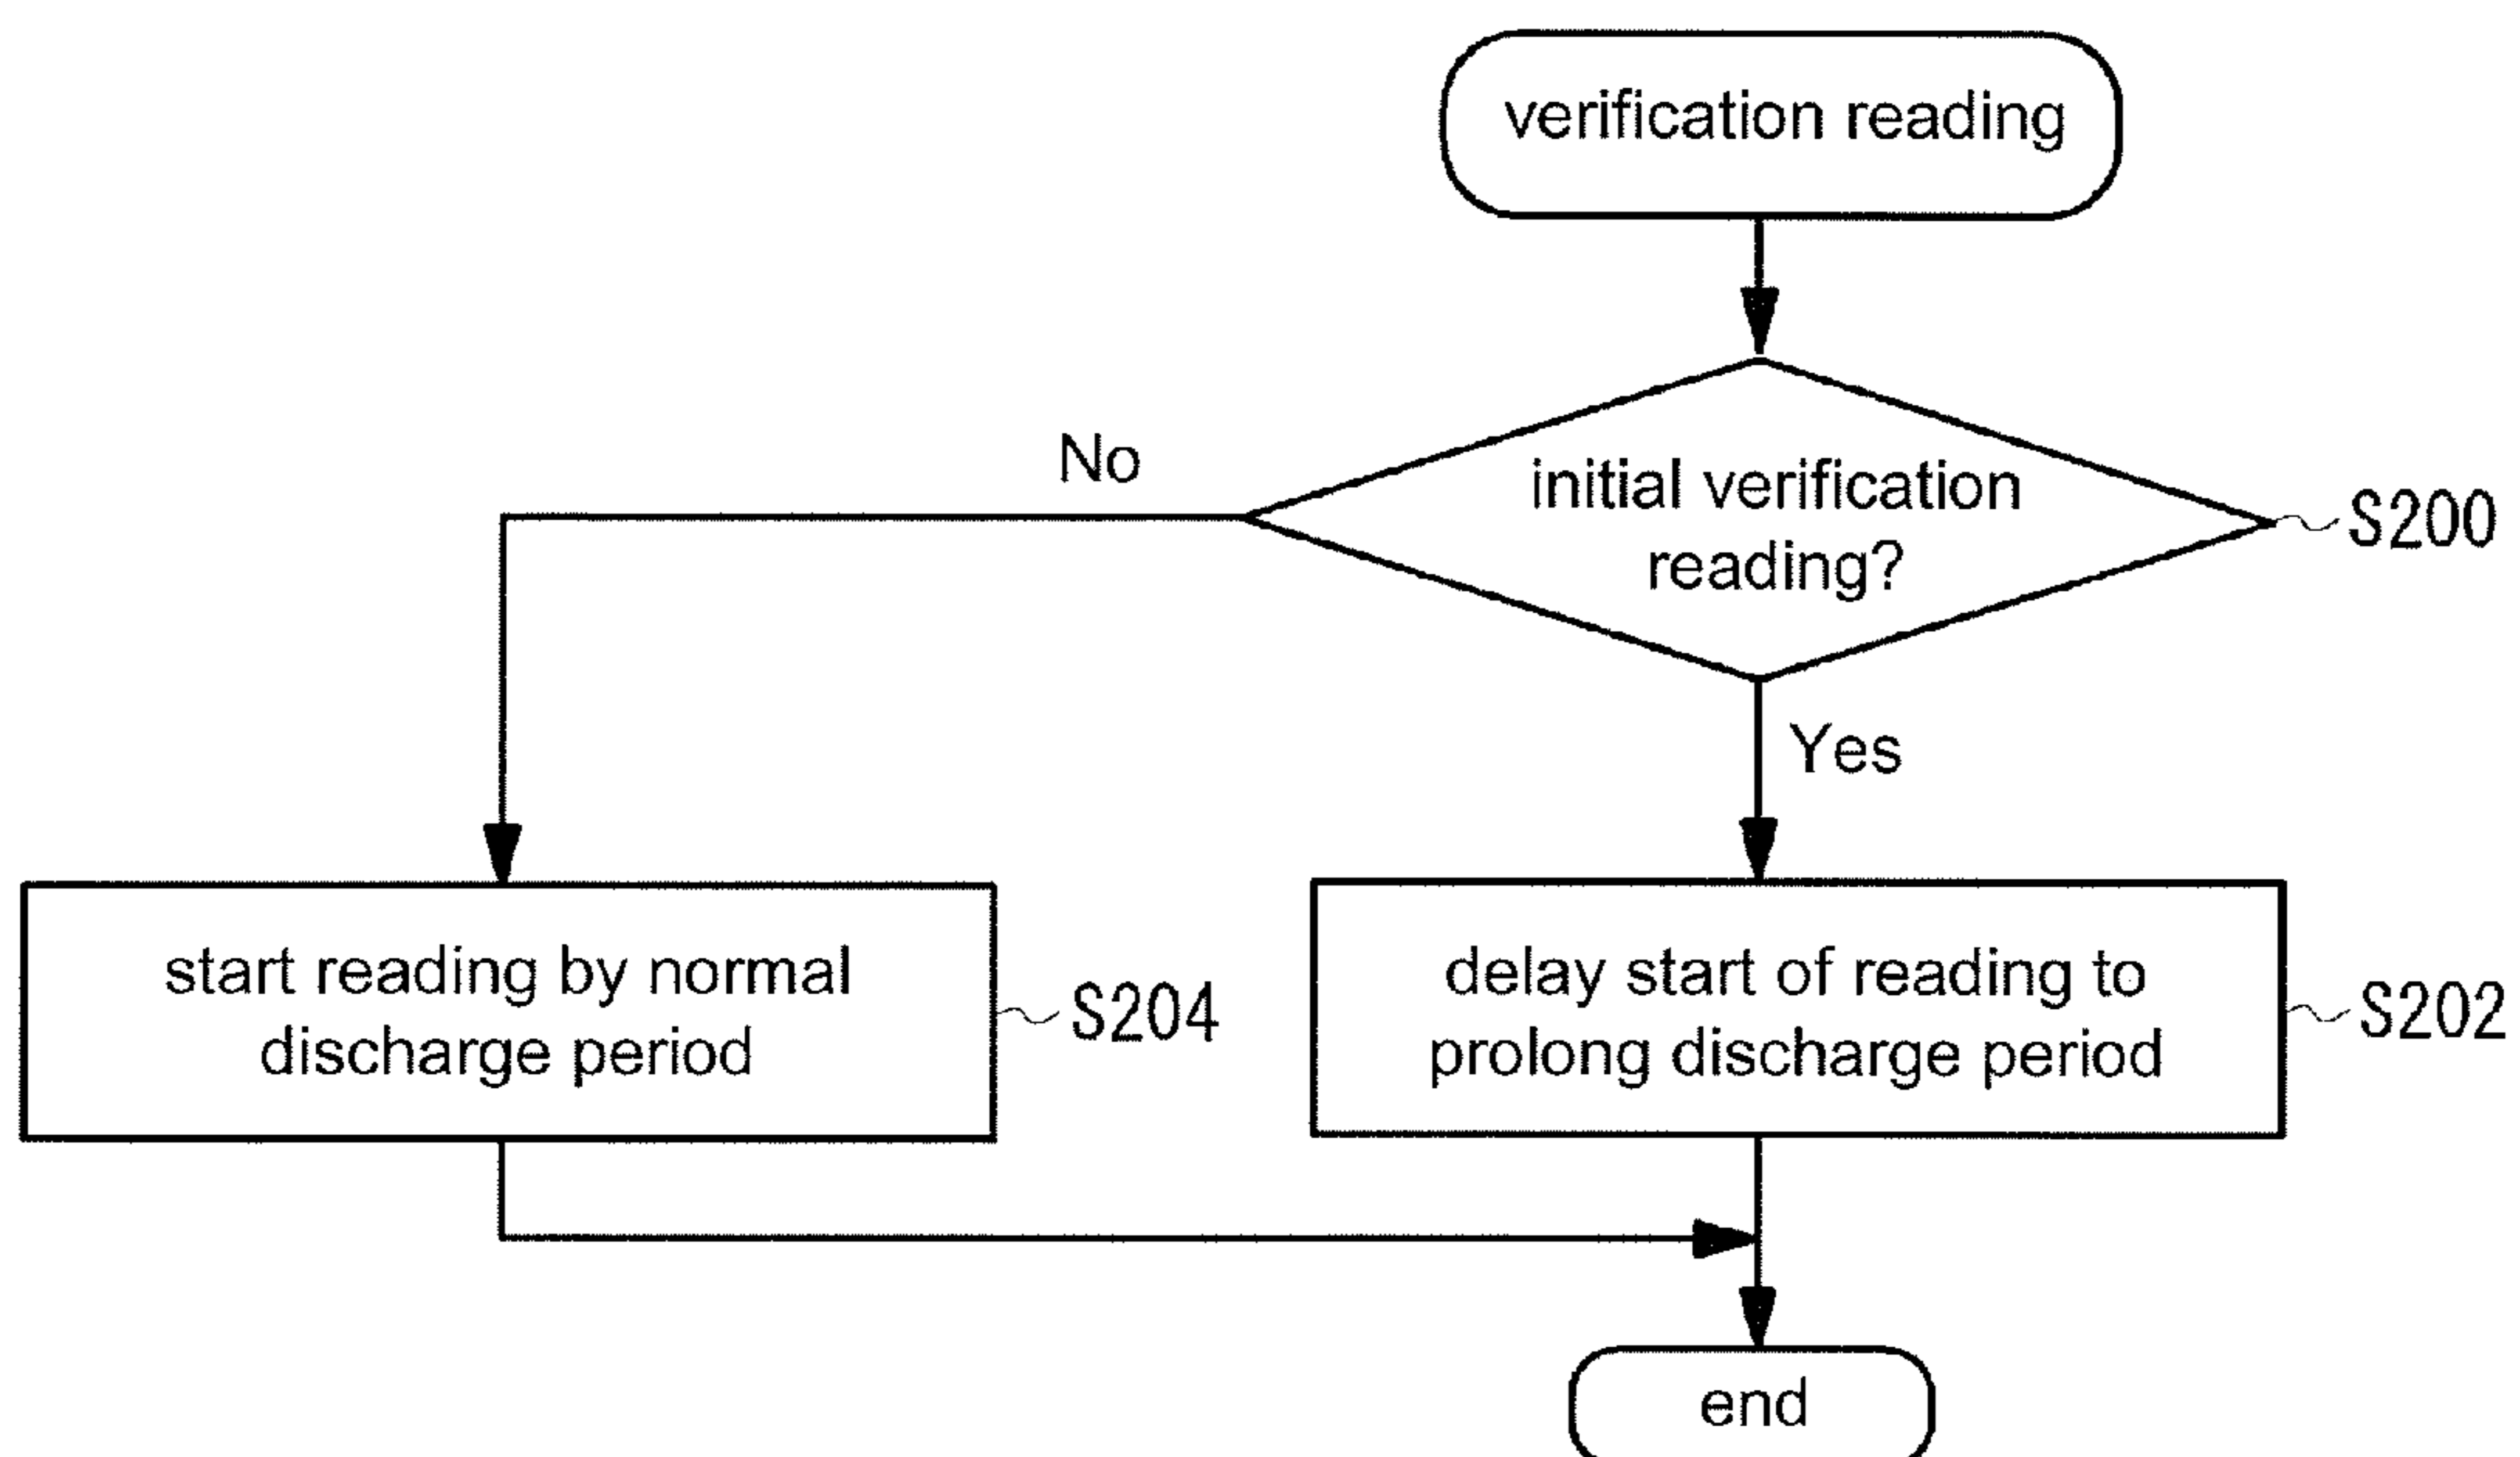 verification reading
No
initial verification
reading?
S200
Yes
start reading by normal
discharge period
S204
delay start of reading to
prolong discharge period
S202
end